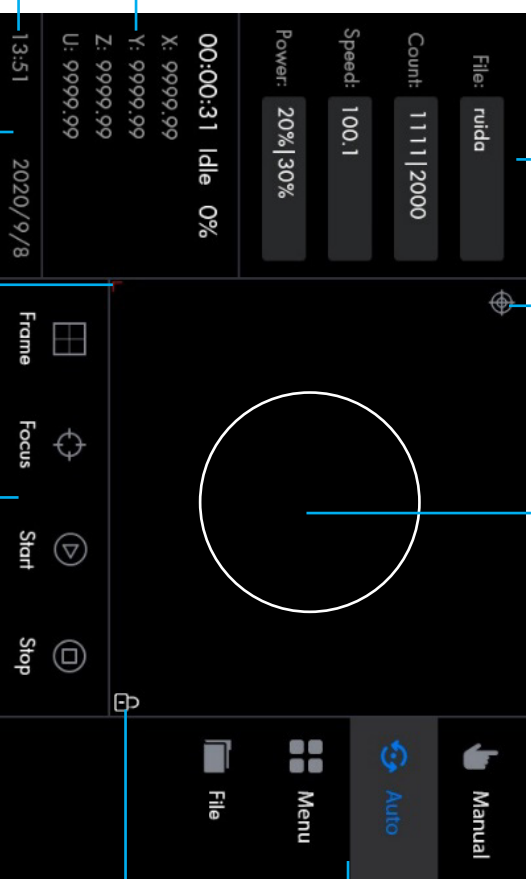 File: ruida
Count: 1111|2000
Speed: 100.1
Power: 20%|30%
00:00:31 Idle 0%
X: 9999.99
Y: 9999.99
Z: 9999.99
U: 9999.99
13:51 2020/9/8
Frame Focus Start Stop
Manual
Auto
Menu
File